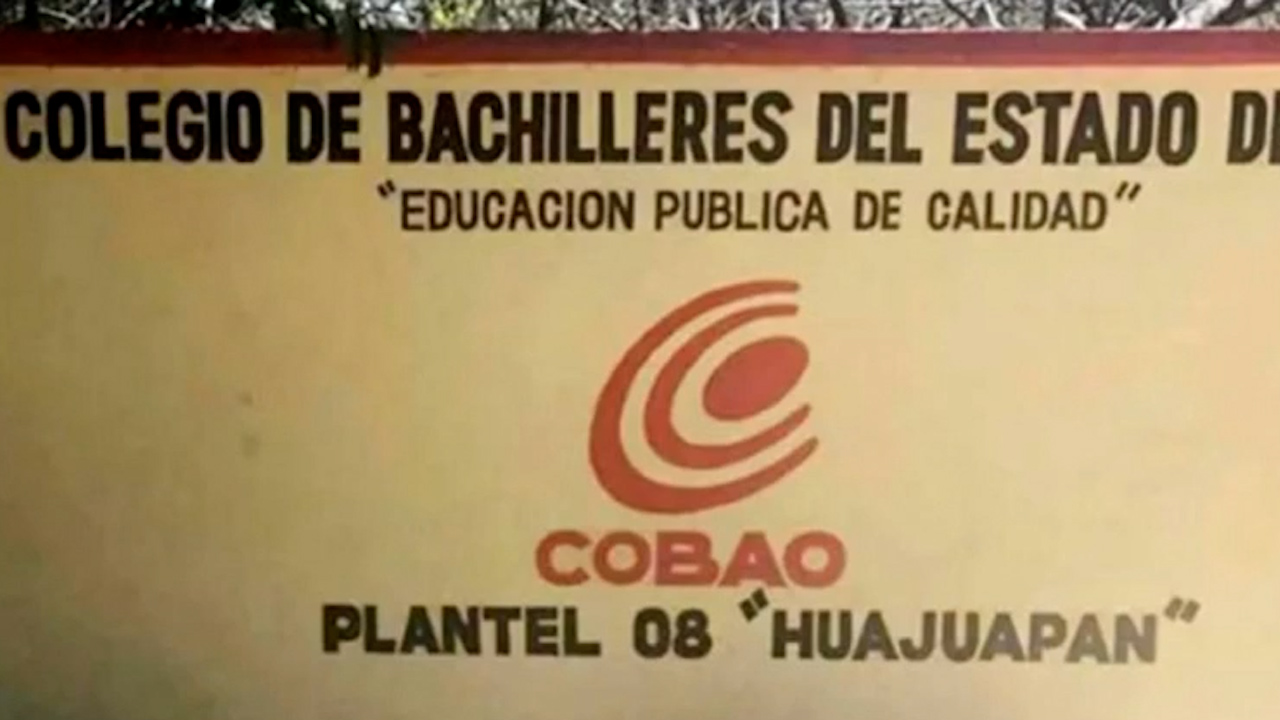 COLEGIO DE BACHILLERES DEL ESTADO
"EDUCACION PUBLICA DE CALIDAD"
COBAO
PLANTEL 08 "HUAJUAPAN"